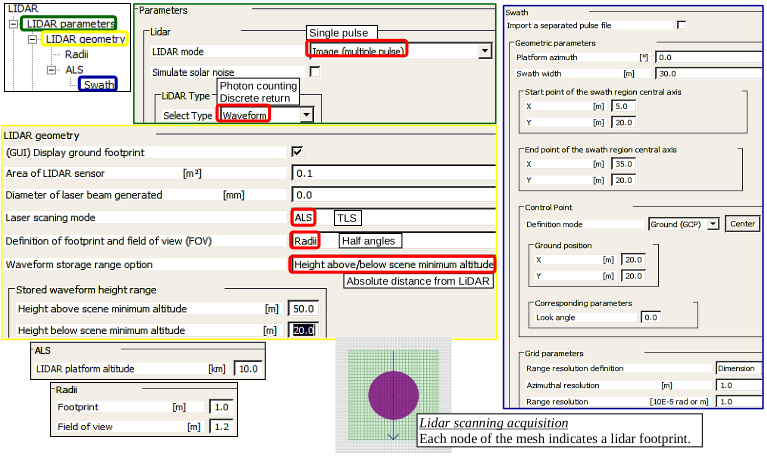 LIDAR
LIDAR parameters
LIDAR geometry
Radii
ALS
Swath
Parameters
Lidar
Single pulse
LIDAR mode
Image (multiple pulse)
Simulate solar noise
Photon counting
Discrete return
LiDAR Type
Select Type
Waveform
LIDAR geometry
(GUI) Display ground footprint
Area of LIDAR sensor [m²] 0.1
Diameter of laser beam generated [mm] 0.0
Laser scaning mode ALS TLS
Definition of footprint and field of view (FOV) Radii Half angles
Waveform storage range option Height above/below scene minimum altitude
Absolute distance from LiDAR
Stored waveform height range
Height above scene minimum altitude [m] 50.0
Height below scene minimum altitude [m] 20.0
ALS
LIDAR platform altitude [km] 10.0
Radii
Footprint [m] 1.0
Field of view [m] 1.2
Swath
Import a separated pulse file
Geometric parameters
Platform azimuth [°] 0.0
Swath width [m] 30.0
Start point of the swath region central axis
X [m] 5.0
Y [m] 20.0
End point of the swath region central axis
X [m] 35.0
Y [m] 20.0
Control Point
Definition mode Ground (GCP) Center
Ground position
X [m] 20.0
Y [m] 20.0
Corresponding parameters
Look angle 0.0
Grid parameters
Range resolution definition Dimension
Azimuthal resolution [m] 1.0
Range resolution [10E-5 rad or m] 1.0
Lidar scanning acquisition
Each node of the mesh indicates a lidar footprint.